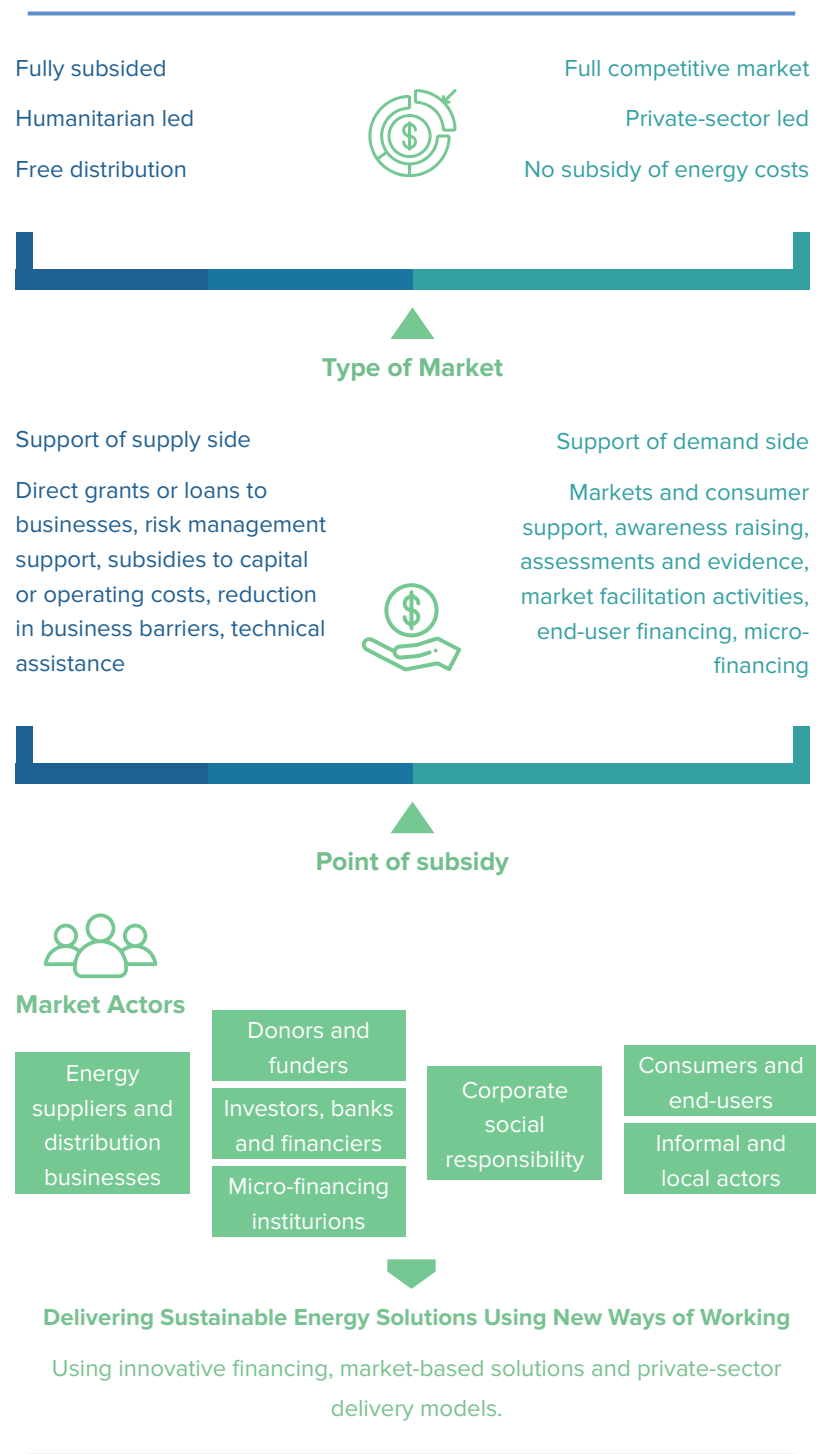 Fully subsided
Humanitarian led
Free distribution
Full competitive market
Private-sector led
No subsidy of energy costs
$
Type of Market
Support of supply side
Direct grants or loans to
businesses, risk management
support, subsidies to capital
or operating costs, reduction
in business barriers, technical
assistance
Support of demand side
Markets and consumer
support, awareness raising,
assessments and evidence,
market facilitation activities,
end-user financing, micro-
financing
$
Point of subsidy
Market Actors
Energy
suppliers and
distribution
businesses
Donors and
funders
Investors, banks
and financiers
Micro-financing
institurions
Corporate
social
responsibility
Consumers and
end-users
Informal and
local actors
Delivering Sustainable Energy Solutions Using New Ways of Working
Using innovative financing, market-based solutions and private-sector
delivery models.